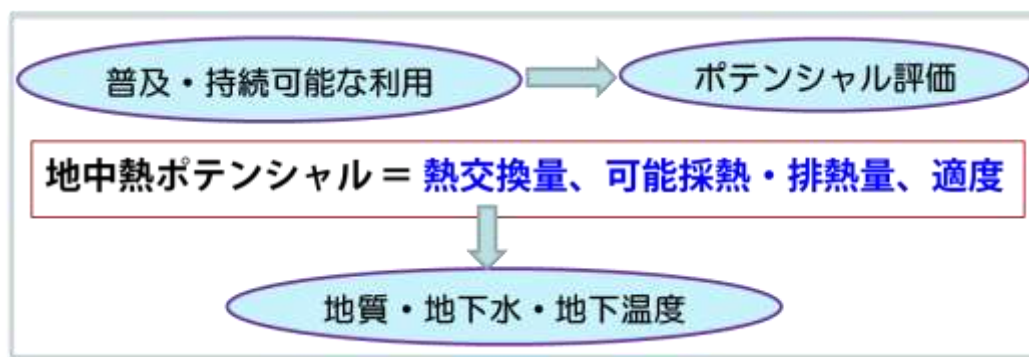 普及・持続可能な利用
ポテンシャル評価
地中熱ポテンシャル = 熱交換量、可能採熱・排熱量、適度
地質・地下水・地下温度